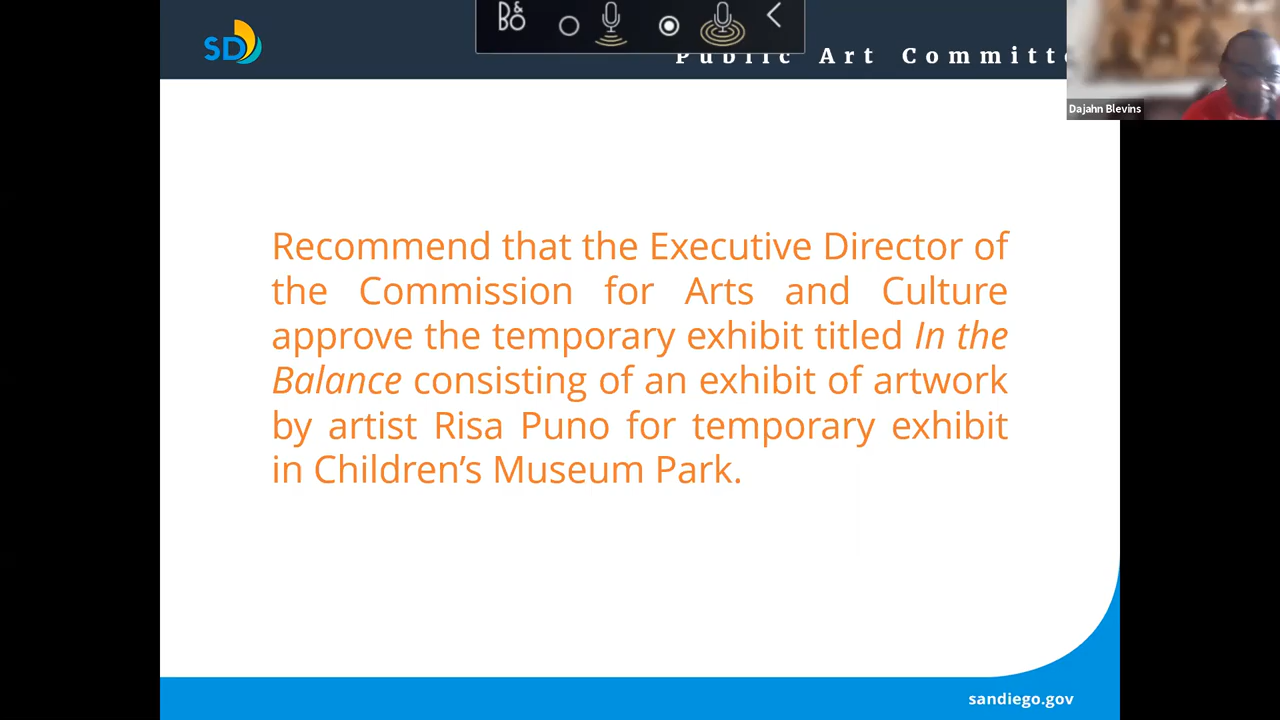 SD
B&O
Public Art Committe
Dajahn Blevins
Recommend that the Executive Director of
the Commission for Arts and Culture
approve the temporary exhibit titled In the
Balance consisting of an exhibit of artwork
by artist Risa Puno for temporary exhibit
in Children’s Museum Park.
sandiego.gov